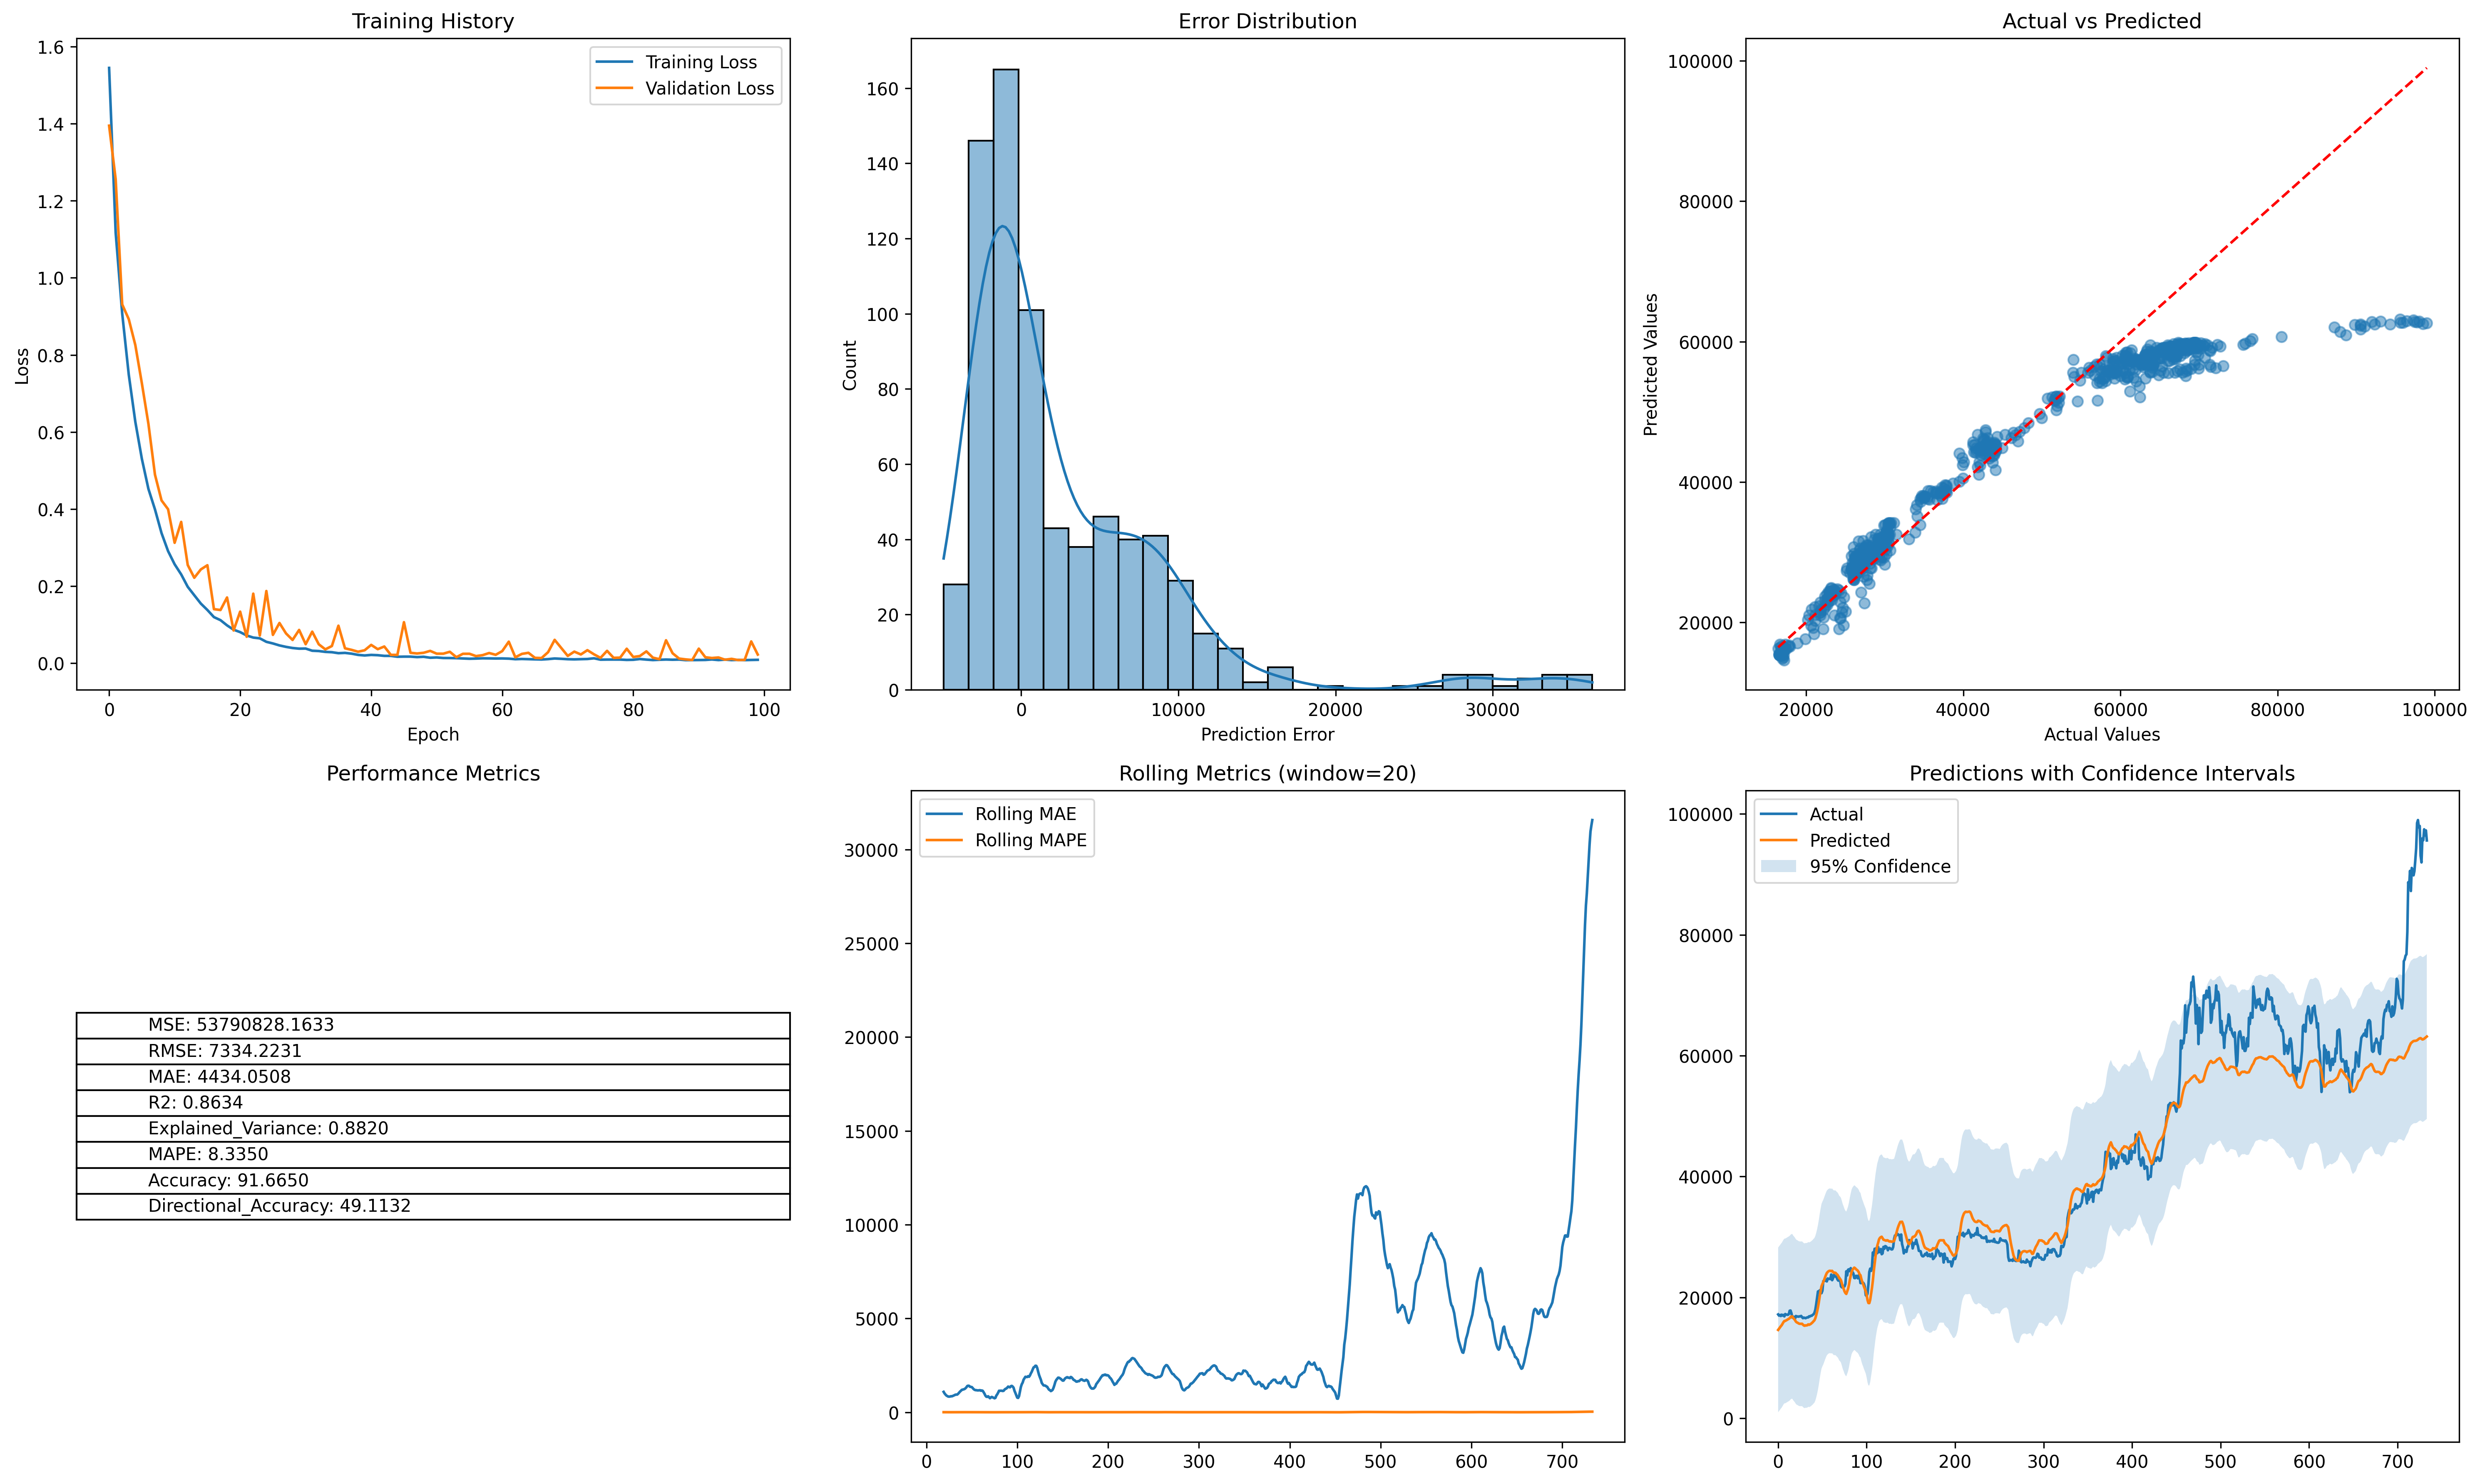 Training History
1.6
1.4
1.2
1.0
0.8
0.6
0.4
0.2
0.0
Loss
0 20 40 60 80 100
Epoch
Training Loss
Validation Loss
Error Distribution
160
140
120
100
80
60
40
20
0
Count
0 10000 20000 30000
Prediction Error
Actual vs Predicted
100000
80000
60000
40000
20000
Predicted Values
20000 40000 60000 80000 100000
Actual Values
Performance Metrics
MSE: 53790828.1633
RMSE: 7334.2231
MAE: 4434.0508
R2: 0.8634
Explained_Variance: 0.8820
MAPE: 8.3350
Accuracy: 91.6650
Directional_Accuracy: 49.1132
Rolling Metrics (window=20)
Rolling MAE
Rolling MAPE
30000
25000
20000
15000
10000
5000
0
0 100 200 300 400 500 600 700
Predictions with Confidence Intervals
Actual
Predicted
95% Confidence
100000
80000
60000
40000
20000
0
0 100 200 300 400 500 600 700